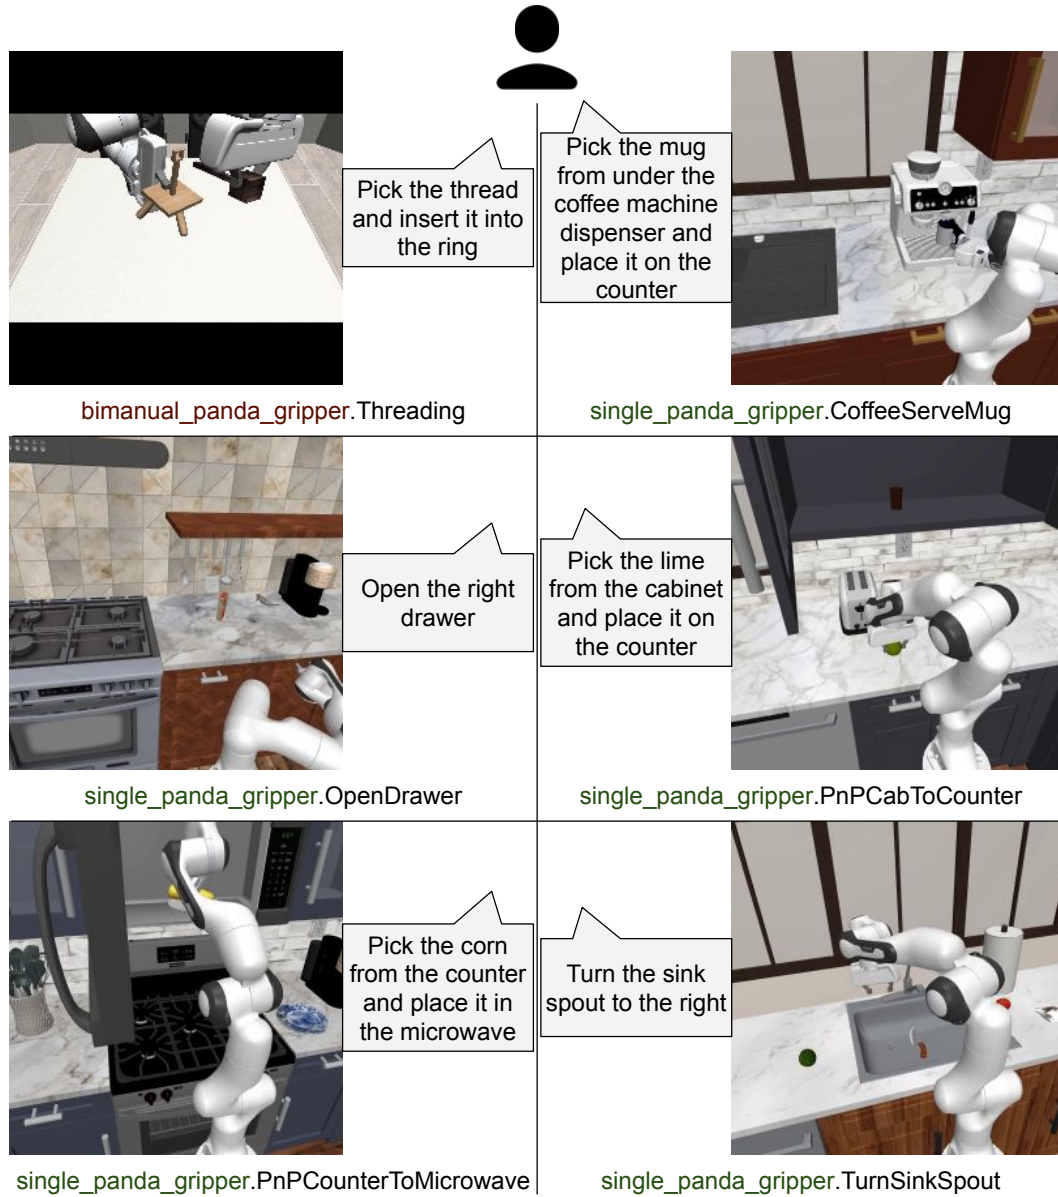 Pick the thread
and insert it into
the ring
Pick the mug
from under the
coffee machine
dispenser and
place it on the
counter
bimanual_panda_gripper.Threading
single_panda_gripper.CoffeeServeMug
Open the right
drawer
Pick the lime
from the cabinet
and place it on
the counter
single_panda_gripper.OpenDrawer
single_panda_gripper.PnPCabToCounter
Pick the corn
from the counter
and place it in
the microwave
Turn the sink
spout to the right
single_panda_gripper.PnPCounterToMicrowave
single_panda_gripper.TurnSinkSpout